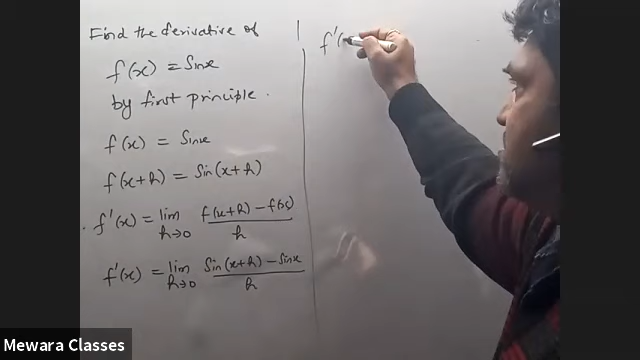 Find the derivative of
f(x) = Sinx
by first principle.
f(x) = Sinx
f(x+h) = Sin(x+h)
f'(x) = lim h→0 f(x+h) - f(x) / h
f'(x) = lim h→0 Sin(x+h) - Sinx / h
f'(
Mewara Classes